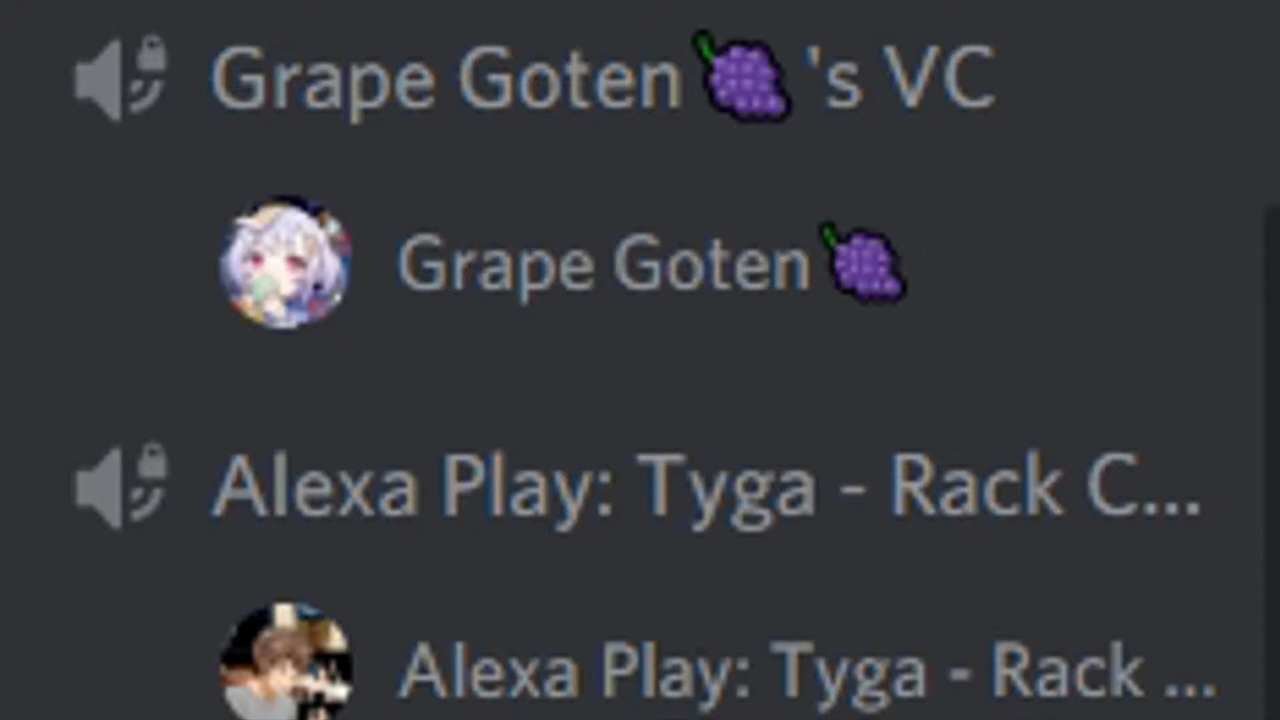 Grape Goten🍇's VC
Grape Goten🍇
Alexa Play: Tyga - Rack C...
Alexa Play: Tyga - Rack ...